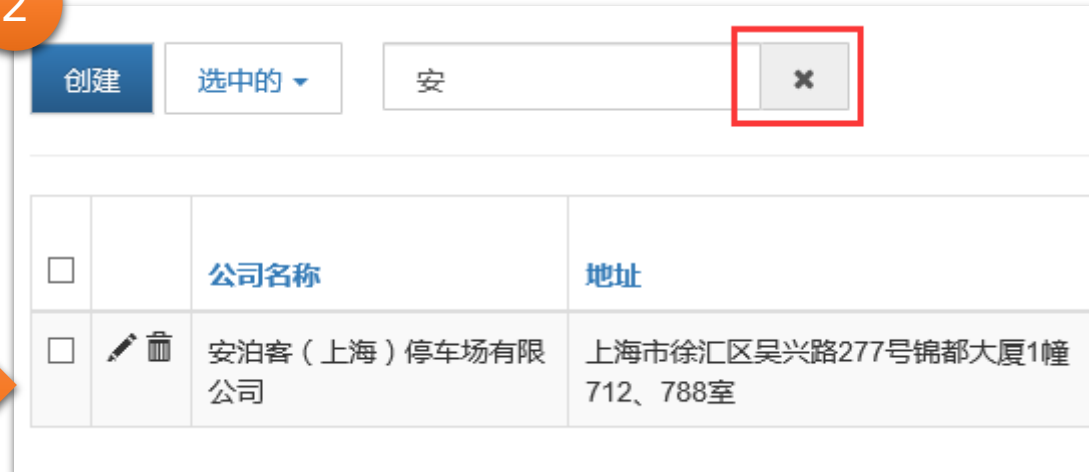 2
创建
选中的
安
公司名称
地址
安泊客（上海）停车场有限
公司
上海市徐汇区吴兴路277号锦都大厦1幢
712、788室